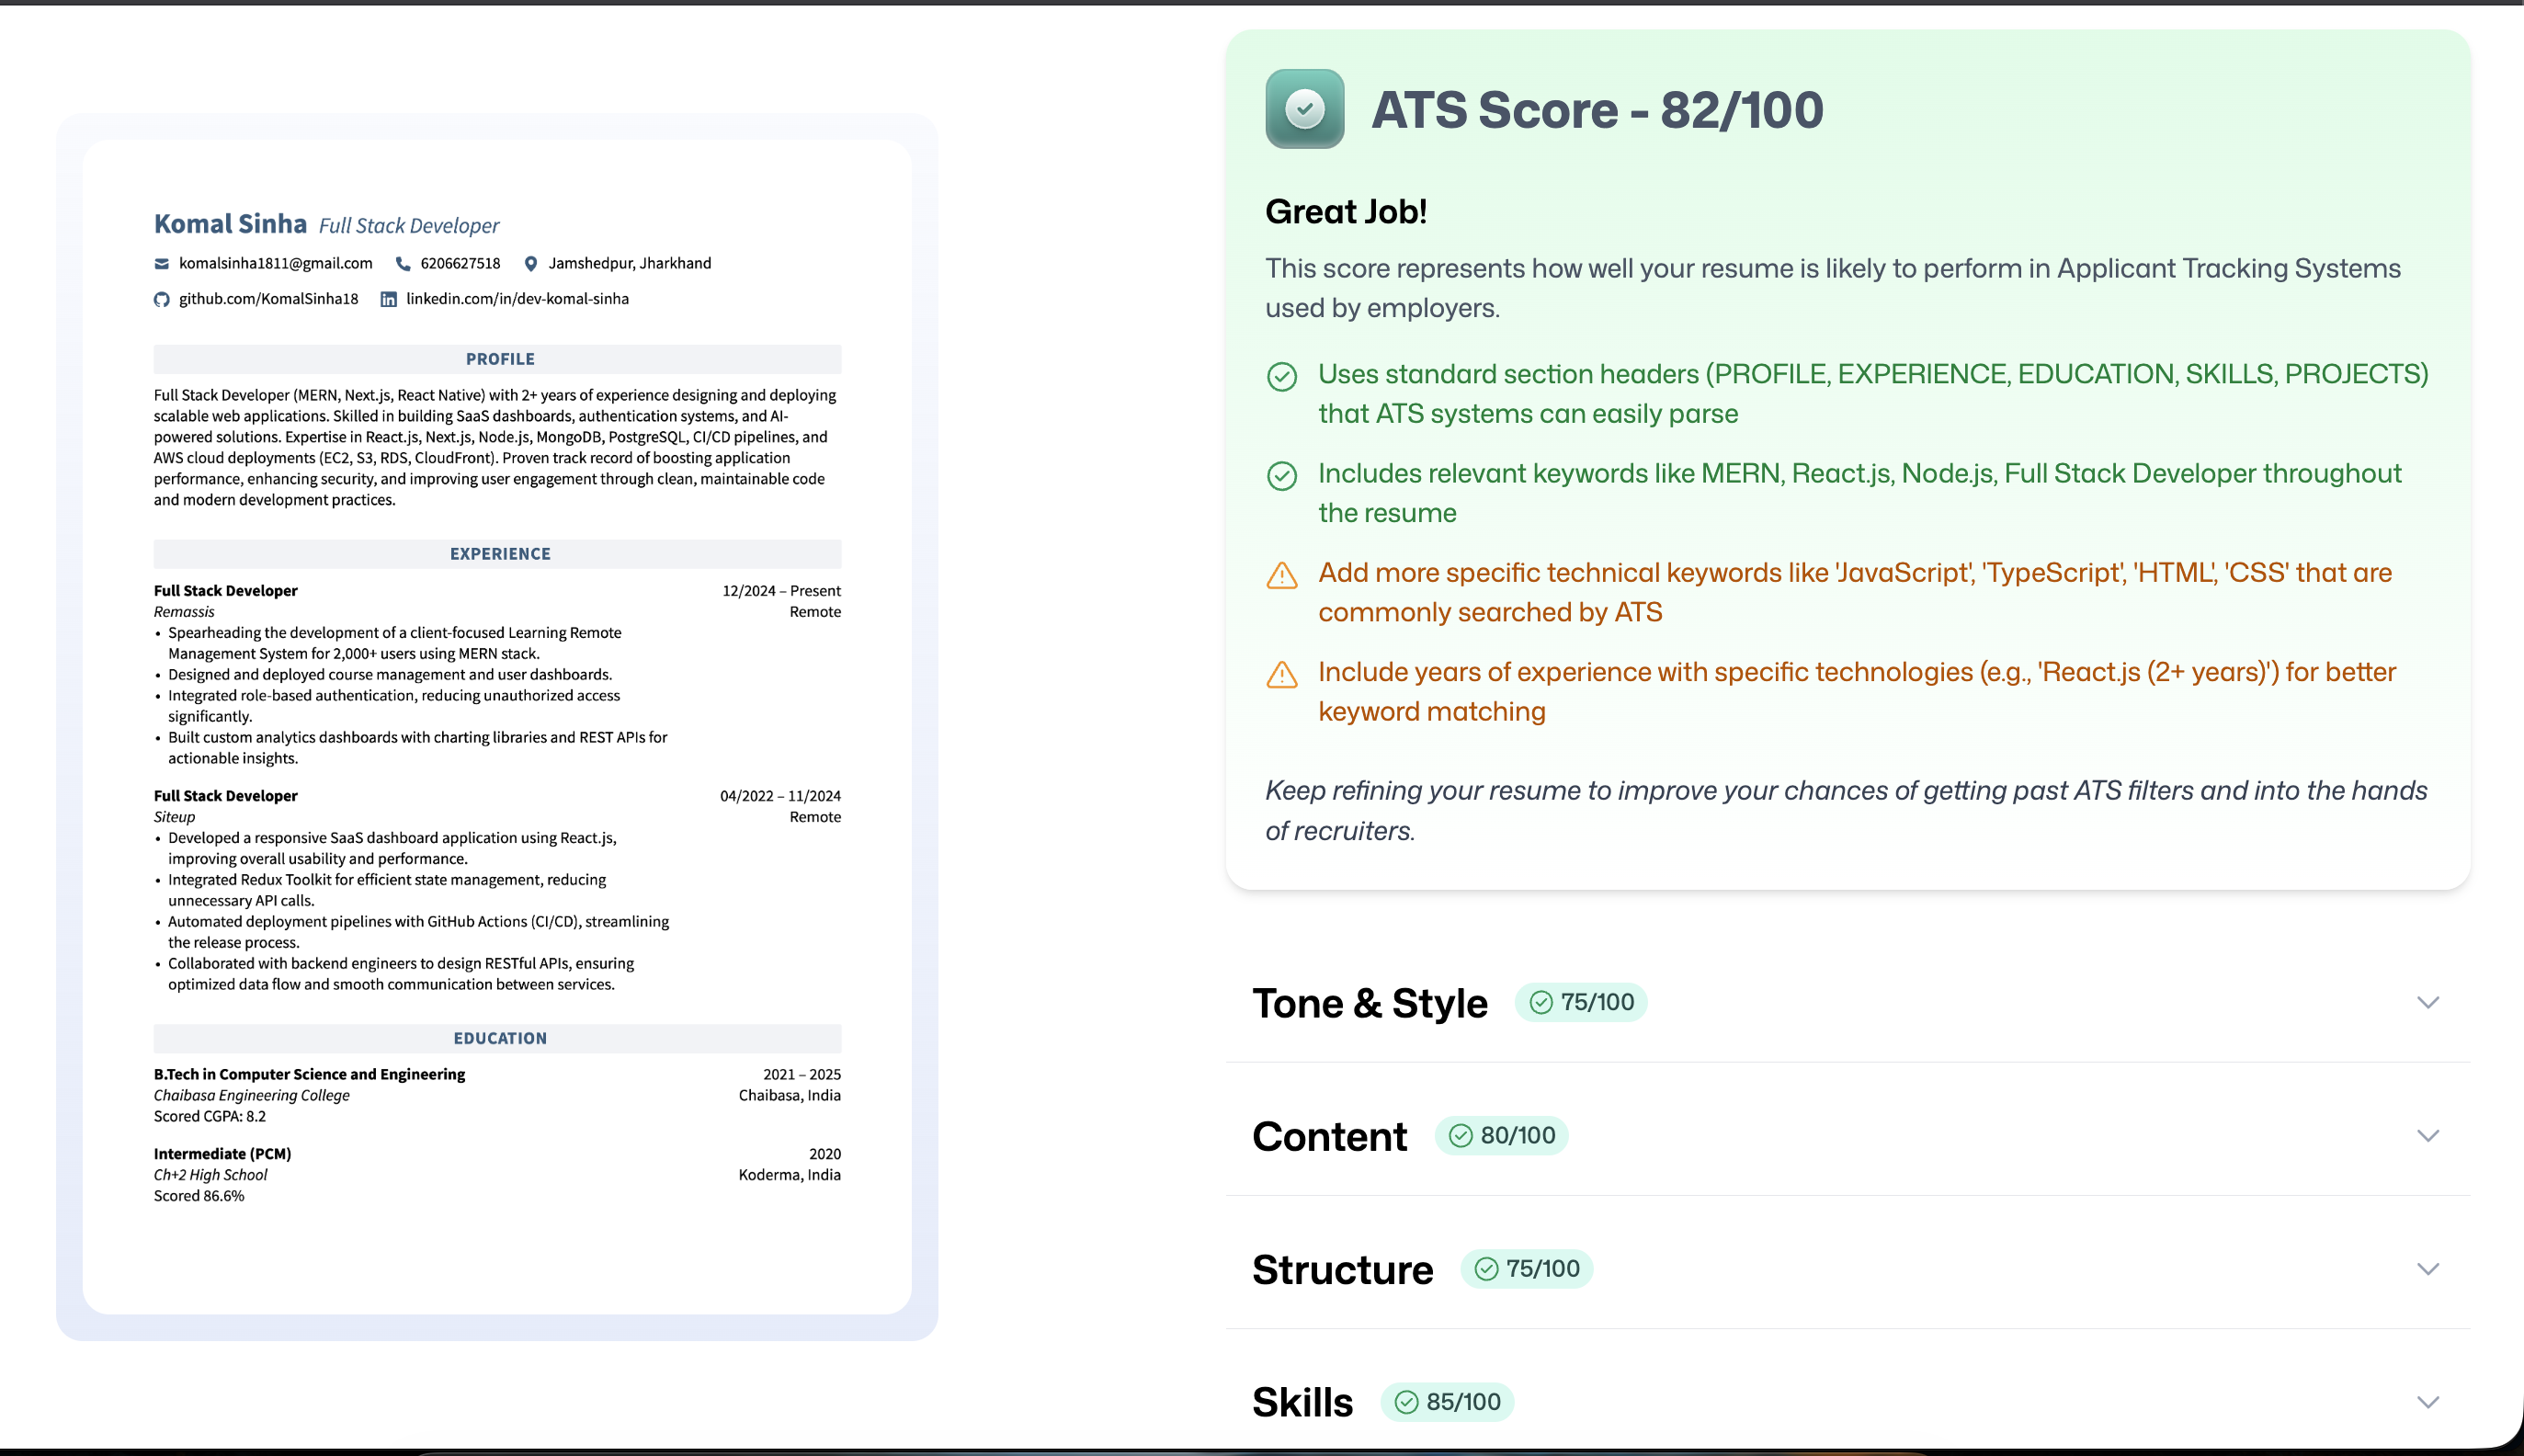 Komal Sinha Full Stack Developer
komalsinha1811@gmail.com 6206627518 Jamshedpur, Jharkhand
github.com/KomalSinha18 linkedin.com/in/dev-komal-sinha
PROFILE
Full Stack Developer (MERN, Next.js, React Native) with 2+ years of experience designing and deploying
scalable web applications. Skilled in building SaaS dashboards, authentication systems, and AI-
powered solutions. Expertise in React.js, Next.js, Node.js, MongoDB, PostgreSQL, CI/CD pipelines, and
AWS cloud deployments (EC2, S3, RDS, CloudFront). Proven track record of boosting application
performance, enhancing security, and improving user engagement through clean, maintainable code
and modern development practices.
EXPERIENCE
Full Stack Developer 12/2024 – Present
Remassis Remote
• Spearheading the development of a client-focused Learning Remote
Management System for 2,000+ users using MERN stack.
• Designed and deployed course management and user dashboards.
• Integrated role-based authentication, reducing unauthorized access
significantly.
• Built custom analytics dashboards with charting libraries and REST APIs for
actionable insights.
Full Stack Developer 04/2022 – 11/2024
Siteup Remote
• Developed a responsive SaaS dashboard application using React.js,
improving overall usability and performance.
• Integrated Redux Toolkit for efficient state management, reducing
unnecessary API calls.
• Automated deployment pipelines with GitHub Actions (CI/CD), streamlining
the release process.
• Collaborated with backend engineers to design RESTful APIs, ensuring
optimized data flow and smooth communication between services.
EDUCATION
B.Tech in Computer Science and Engineering 2021 – 2025
Chaibasa Engineering College Chaibasa, India
Scored CGPA: 8.2
Intermediate (PCM) 2020
Ch+2 High School Koderma, India
Scored 86.6%
ATS Score - 82/100
Great Job!
This score represents how well your resume is likely to perform in Applicant Tracking Systems
used by employers.
Uses standard section headers (PROFILE, EXPERIENCE, EDUCATION, SKILLS, PROJECTS)
that ATS systems can easily parse
Includes relevant keywords like MERN, React.js, Node.js, Full Stack Developer throughout
the resume
Add more specific technical keywords like 'JavaScript', 'TypeScript', 'HTML', 'CSS' that are
commonly searched by ATS
Include years of experience with specific technologies (e.g., 'React.js (2+ years)') for better
keyword matching
Keep refining your resume to improve your chances of getting past ATS filters and into the hands
of recruiters.
Tone & Style 75/100
Content 80/100
Structure 75/100
Skills 85/100